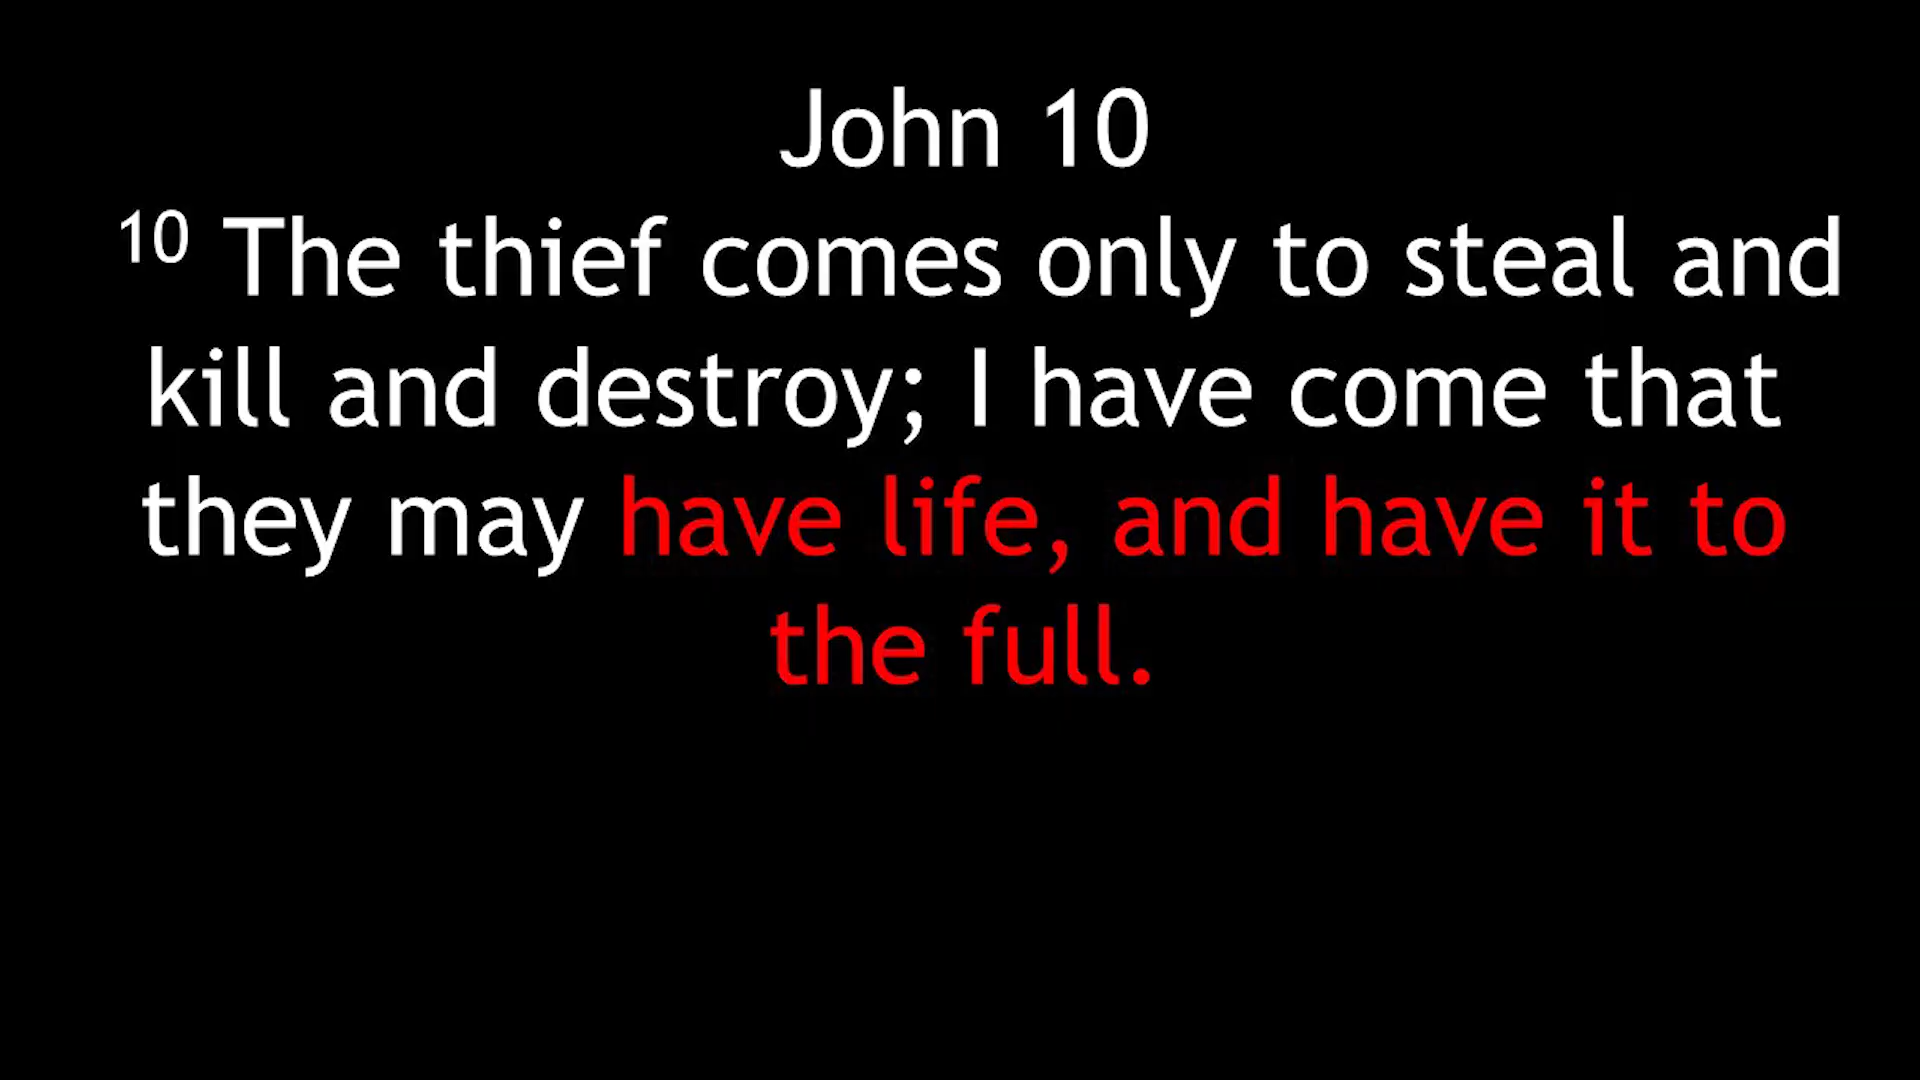 John 10
10 The thief comes only to steal and
kill and destroy; I have come that
they may have life, and have it to
the full.